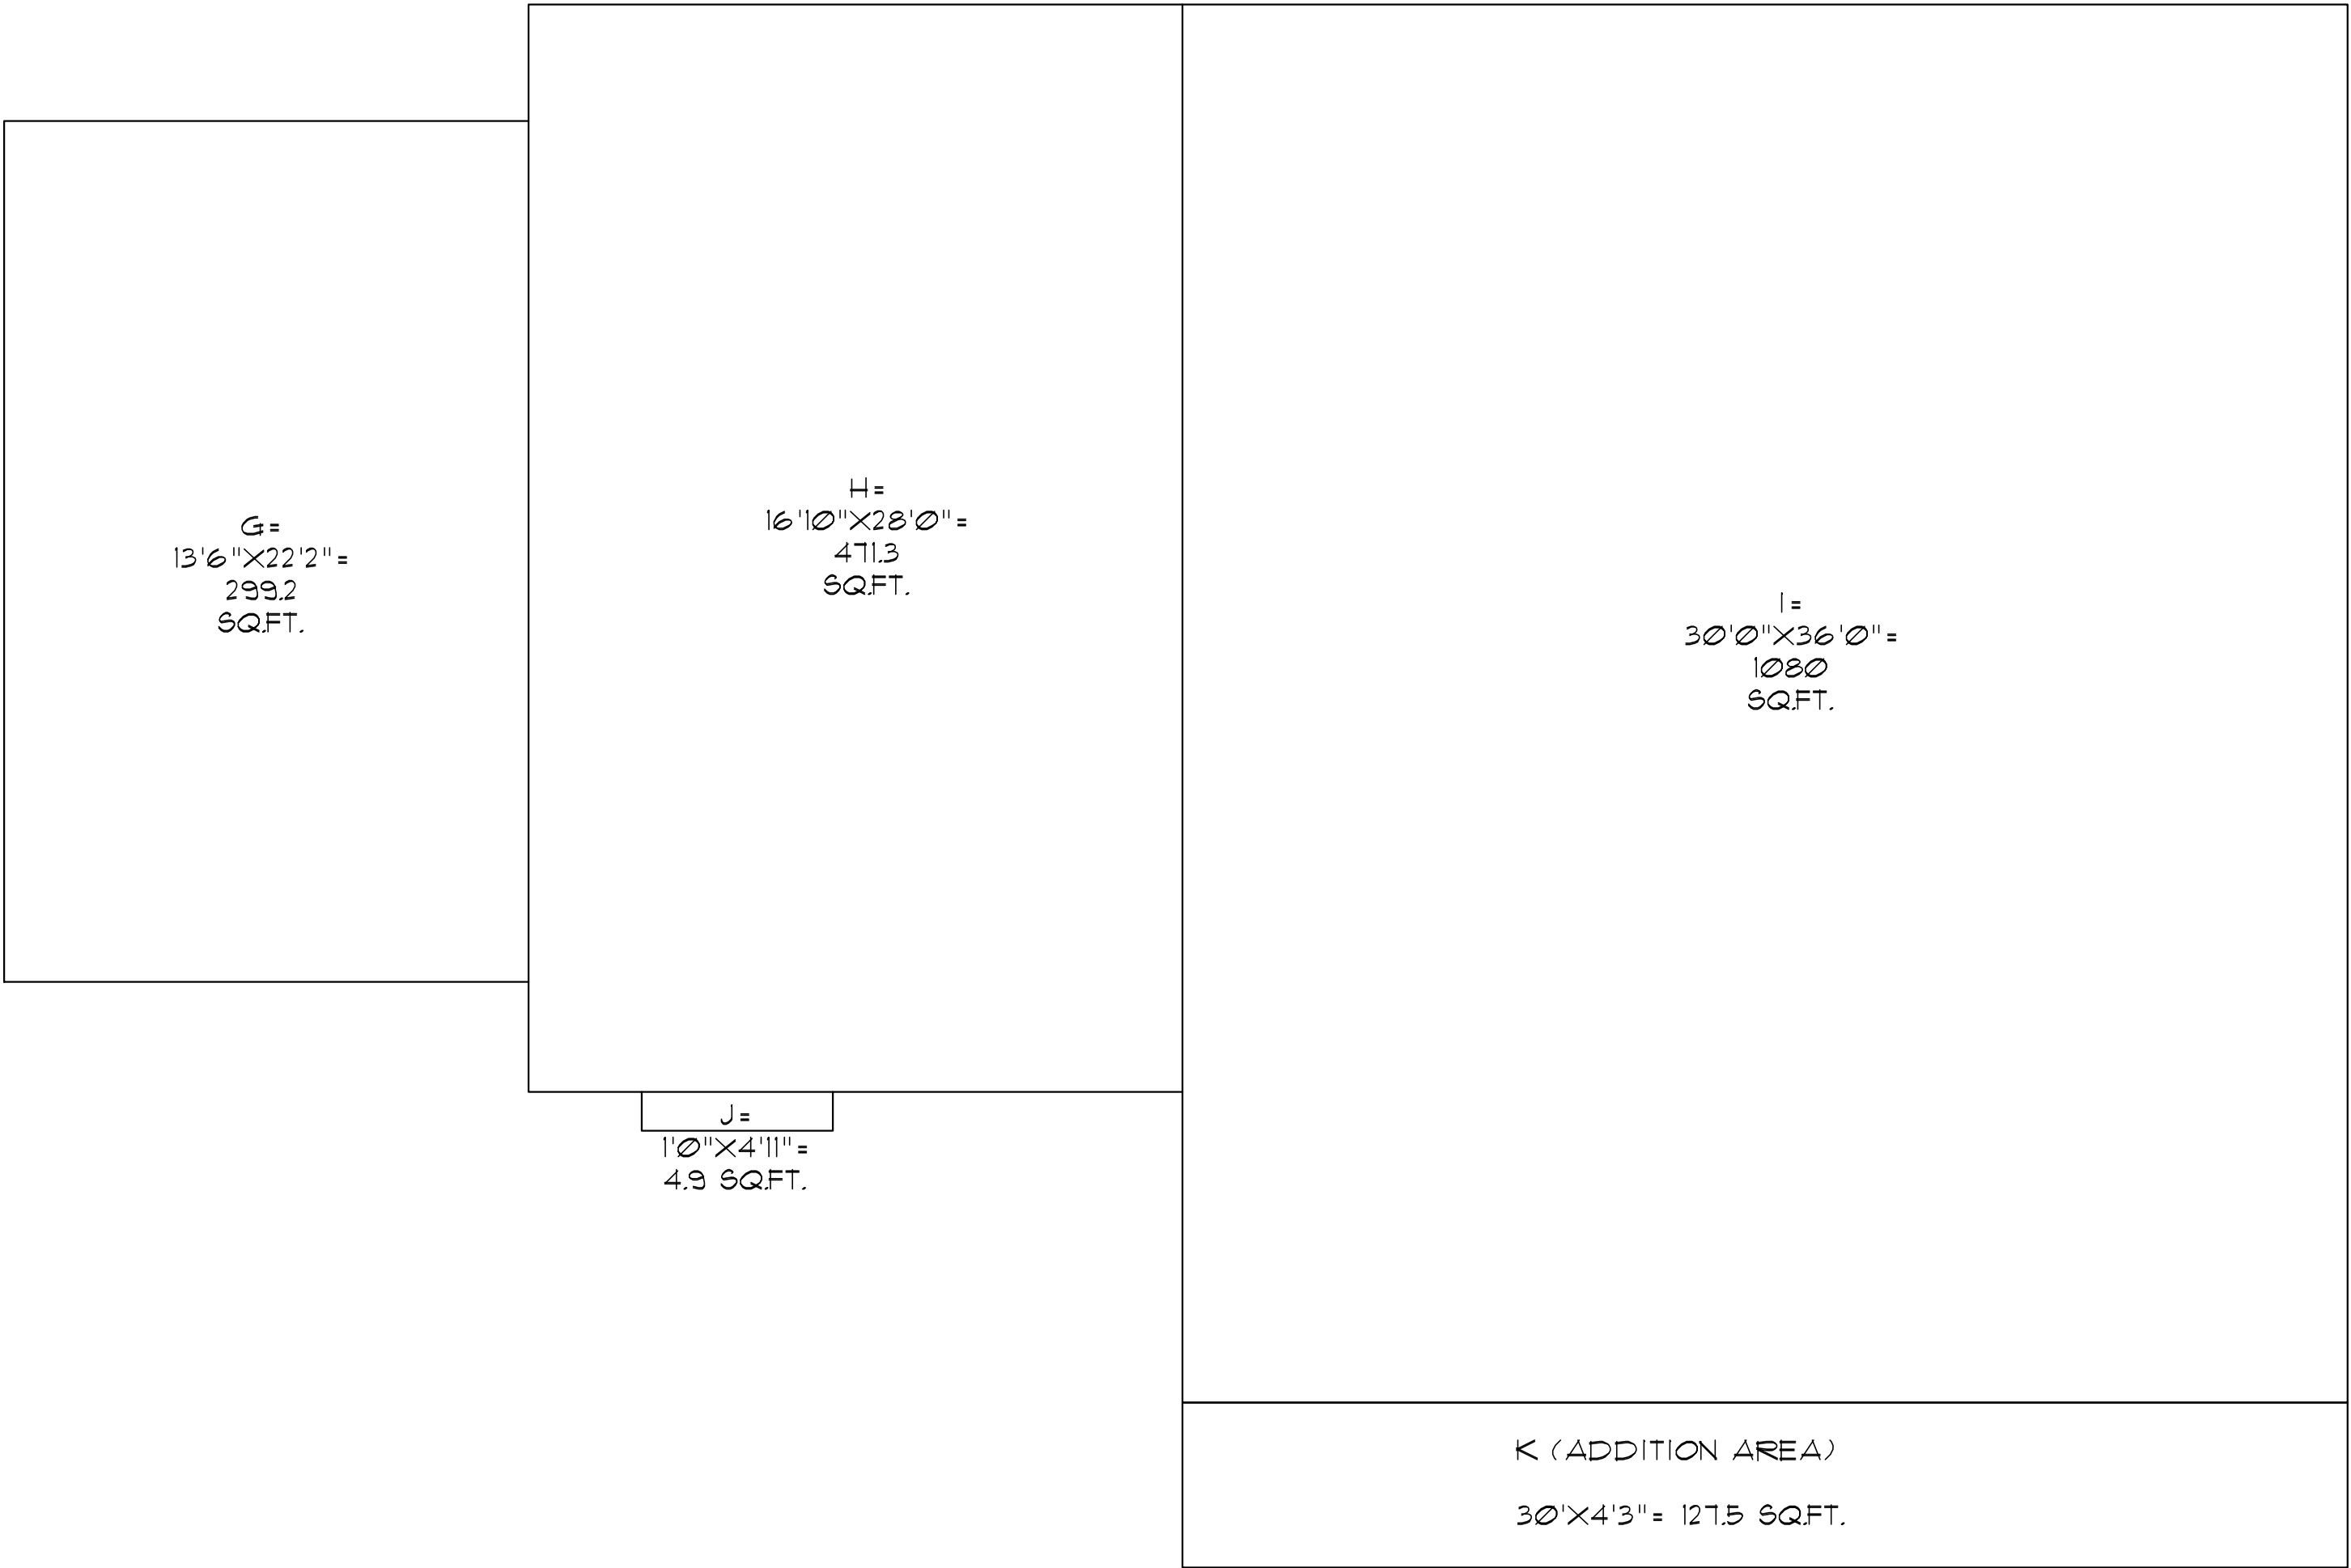 G=
13'6"X22'2"=
299.2
SQ.FT.
H=
16'10"X28'0"=
471.3
SQ.FT.
I=
30'0"X36'0"=
1080
SQ.FT.
J=
1'0"X4'11"=
4.9 SQ.FT.
K (ADDITION AREA)
30'X4'3"= 127.5 SQ.FT.